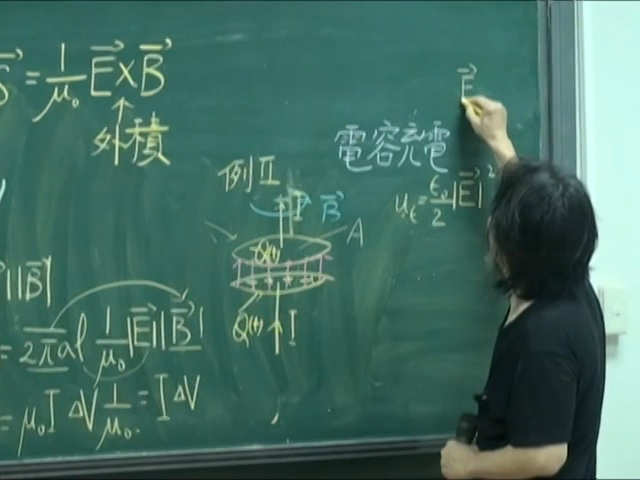 S⃗ = 1/μ₀ E⃗ × B⃗
外積
|B⃗|
= 2πal 1/μ₀ |E⃗||B⃗|
= μ₀I ΔV 1/μ₀ = I ΔV
電容充電
例II
I
B⃗
A
Q(t)
Q(t)
I
u_E = ε₀/2 |E⃗|²
E⃗